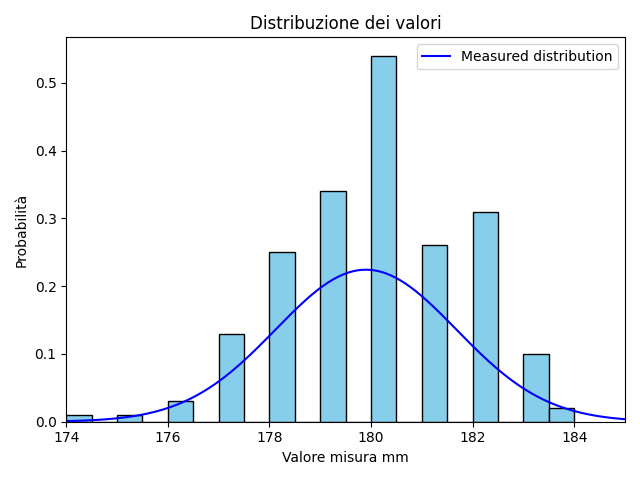 Distribuzione dei valori
Measured distribution
Probabilità
0.5
0.4
0.3
0.2
0.1
0.0
174 176 178 180 182 184
Valore misura mm